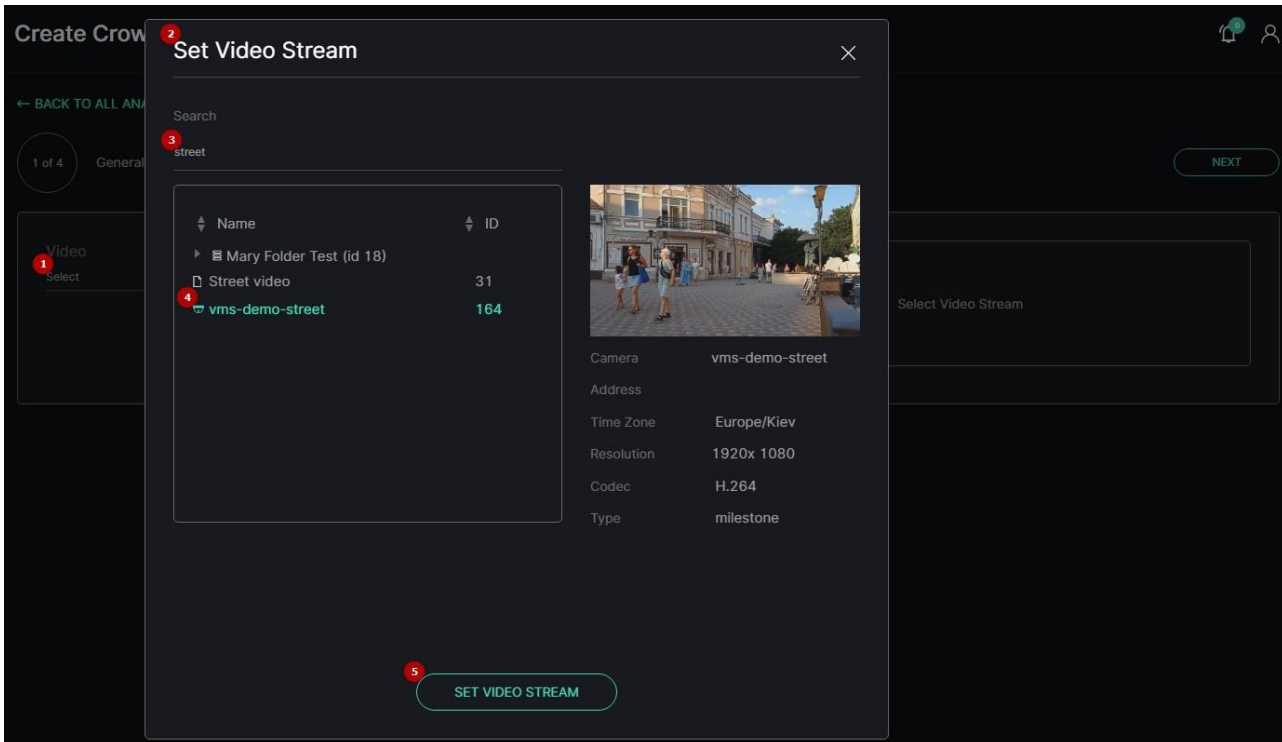 Create Crow
2
Set Video Stream
0
← BACK TO ALL ANA
Search
3
street
1 of 4
General
NEXT
Name
ID
Mary Folder Test (id 18)
Street video
31
4
vms-demo-street
164
Video
1
Select
Select Video Stream
Camera
vms-demo-street
Address
Time Zone
Europe/Kiev
Resolution
1920x 1080
Codec
H.264
Type
milestone
5
SET VIDEO STREAM